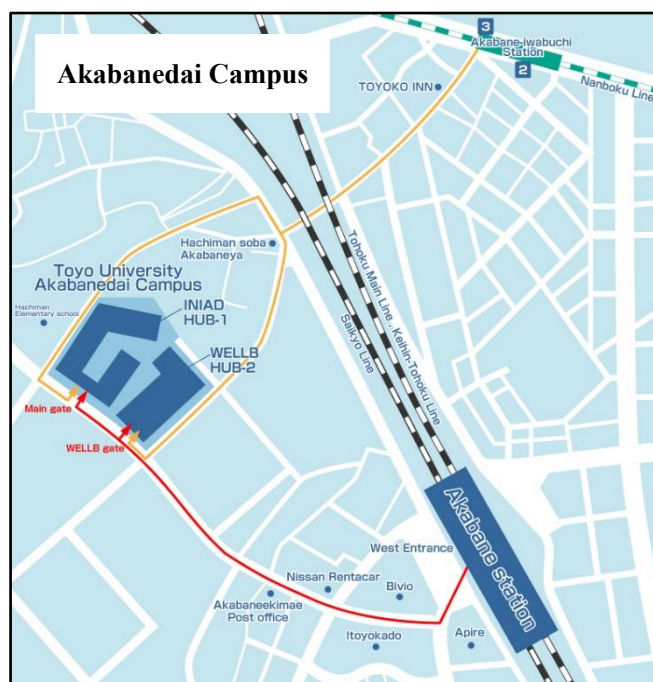 Akabanedai Campus
3
Akabane-iwabuchi
Station
2
Nanboku Line
TOYOKO INN
Hachiman soba
Akabaneya
Tohoku Main Line . Keihin-Tohoku Line
Saikyo Line
Toyo University
Akabanedai Campus
Hachiman
Elementary school
INIAD
HUB-1
WELLB
HUB-2
Main gate
WELLB gate
West Entrance
Akabane station
Nissan Rentacar
Bivio
Akabaneekimae
Post office
Itoyokado
Apire